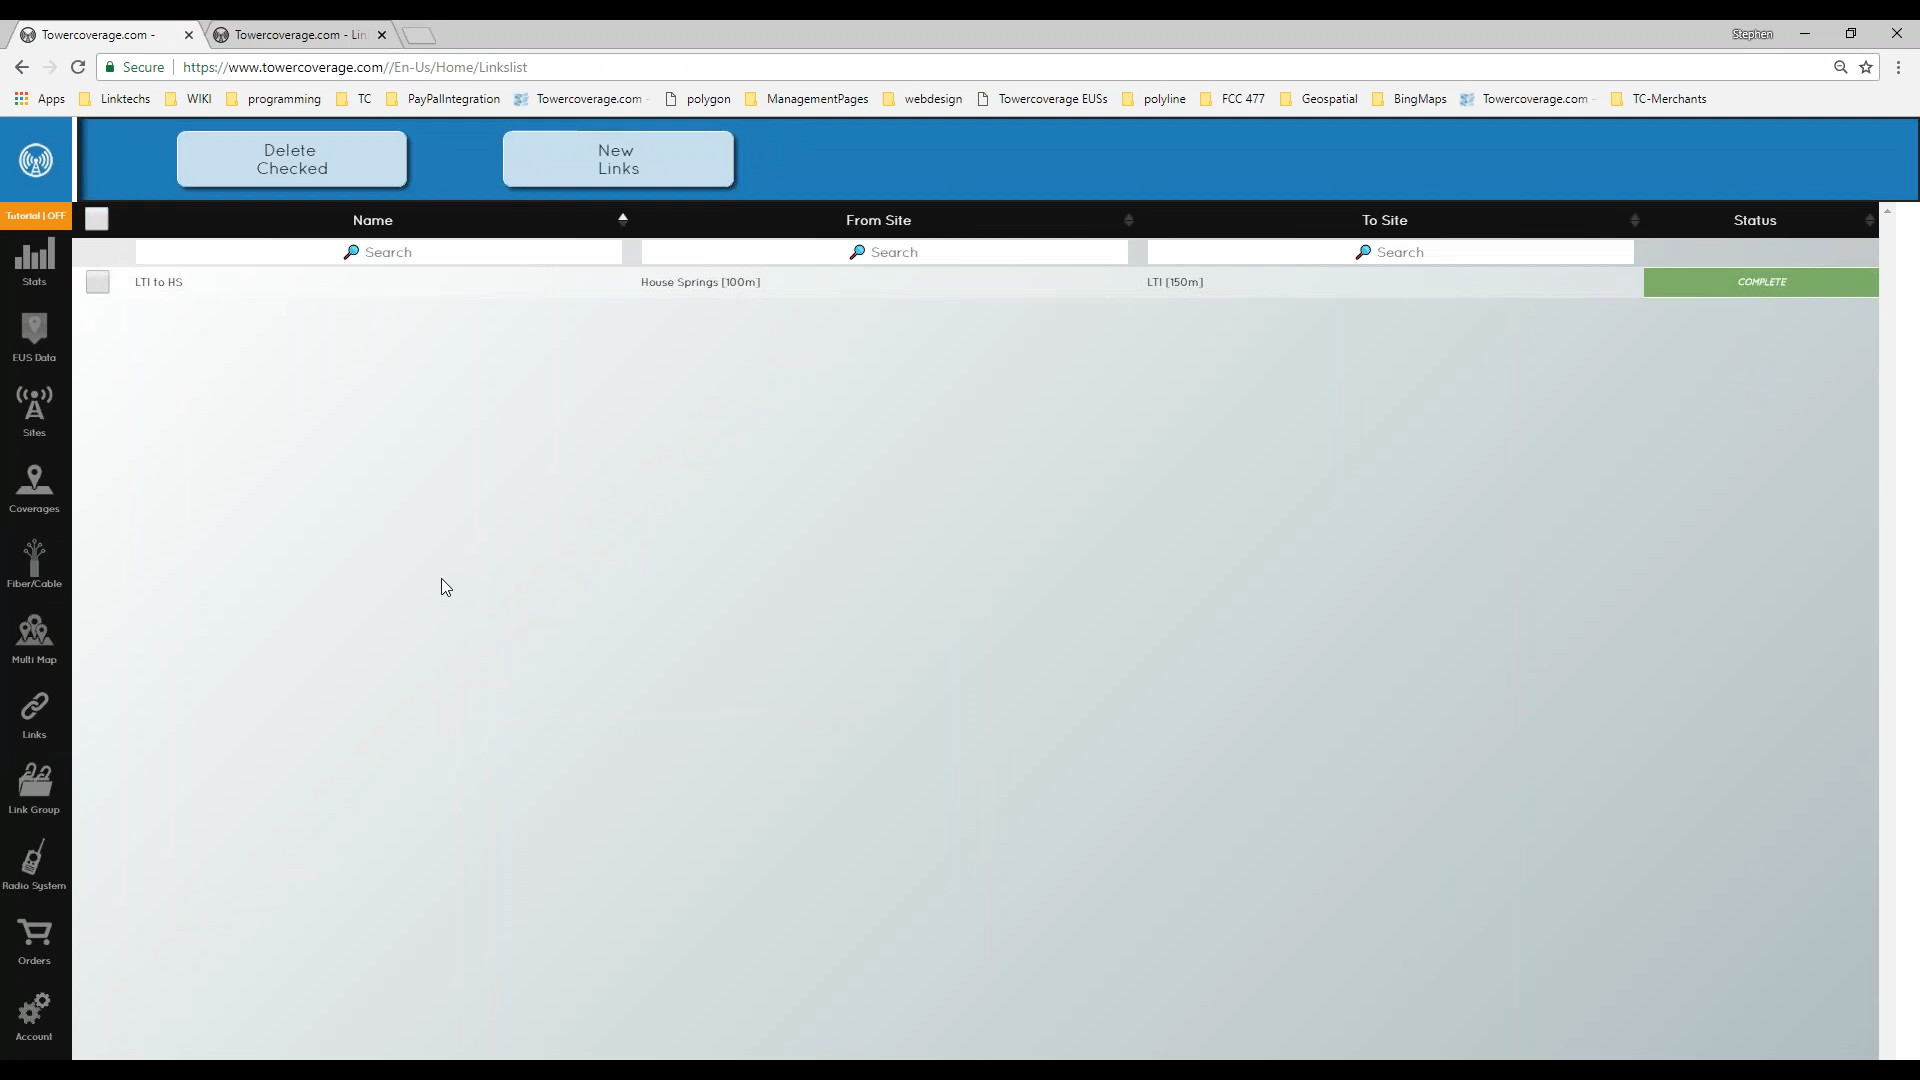 Towercoverage.com -
Towercoverage.com - Lin
Stephen
Secure
https://www.towercoverage.com//En-Us/Home/Linkslist
Apps
Linktechs
WIKI
programming
TC
PayPalIntegration
Towercoverage.com -
polygon
ManagementPages
webdesign
Towercoverage EUSs
polyline
FCC 477
Geospatial
BingMaps
Towercoverage.com -
TC-Merchants
Delete
Checked
New
Links
Tutorial | OFF
Name
From Site
To Site
Status
Search
Search
Search
LTI to HS
House Springs [100m]
LTI [150m]
COMPLETE
Stats
EUS Data
Sites
Coverages
Fiber/Cable
Multi Map
Links
Link Group
Radio System
Orders
Account